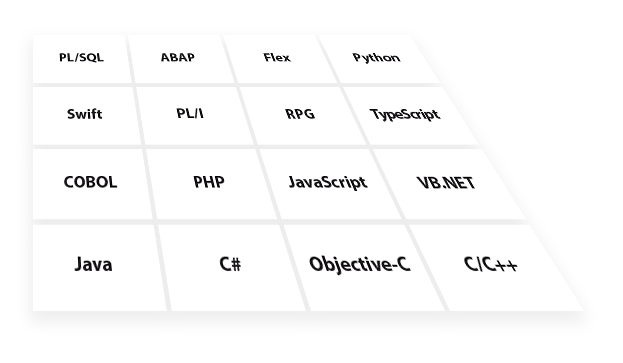 PL/SQL ABAP Flex Python
Swift PL/I RPG TypeScript
COBOL PHP JavaScript VB.NET
Java C# Objective-C C/C++